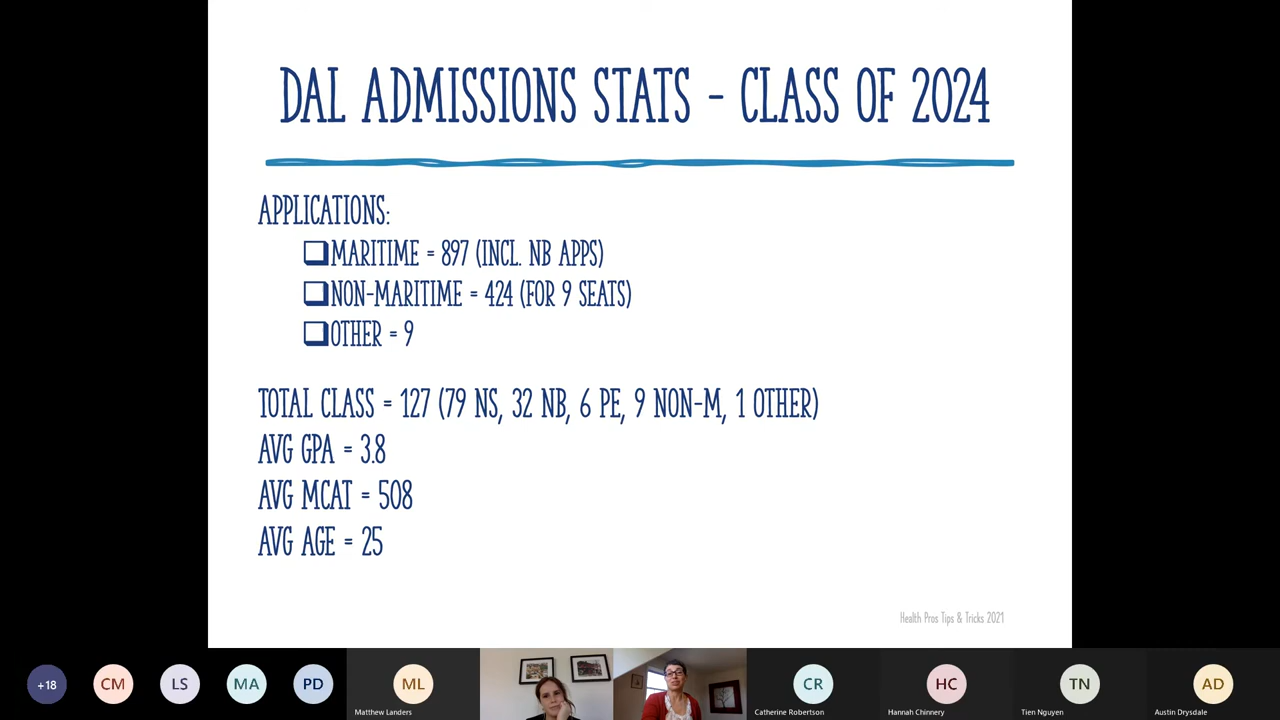 DAL ADMISSIONS STATS - CLASS OF 2024
APPLICATIONS:
MARITIME = 897 (INCL. NB APPS)
NON-MARITIME = 424 (FOR 9 SEATS)
OTHER = 9
TOTAL CLASS = 127 (79 NS, 32 NB, 6 PE, 9 NON-M, 1 OTHER)
AVG GPA = 3.8
AVG MCAT = 508
AVG AGE = 25
Health Pros Tips & Tricks 2021
+18
CM
LS
MA
PD
ML
Matthew Landers
CR
Catherine Robertson
HC
Hannah Chinnery
TN
Tien Nguyen
AD
Austin Drysdale